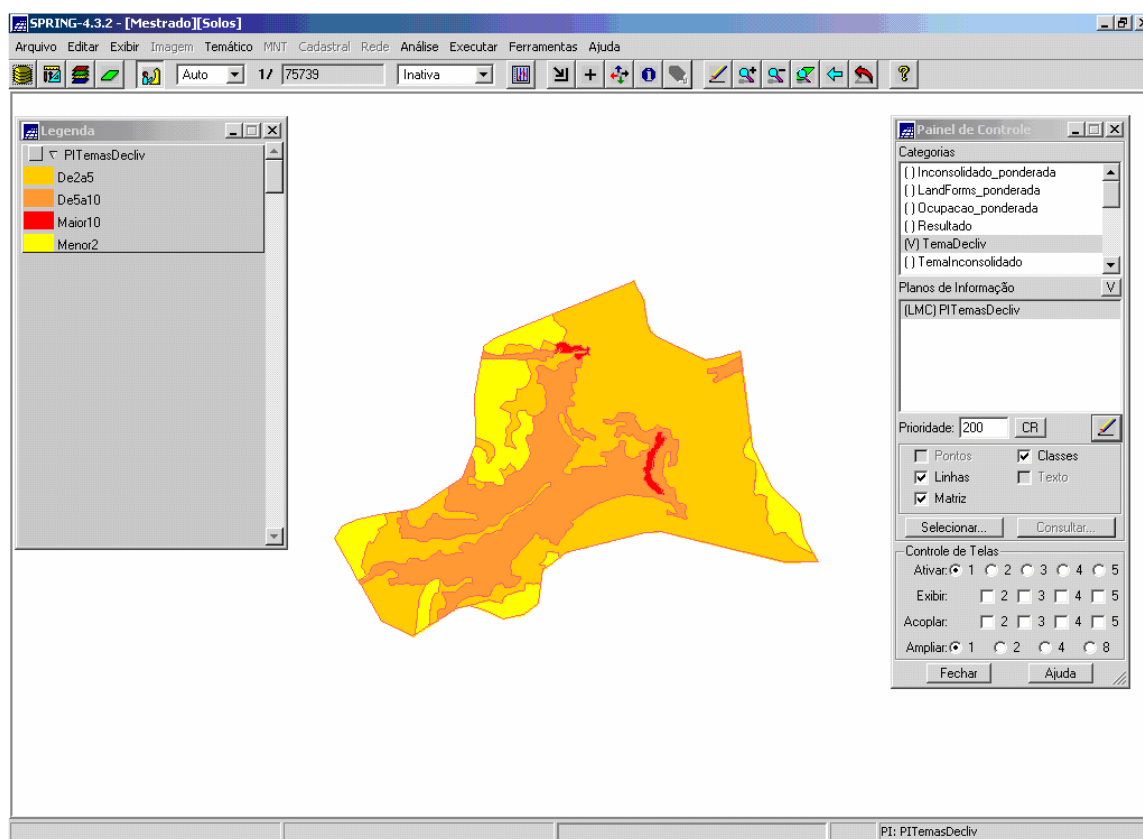 SPRING-4.3.2 - [Mestrado][Solos]
Arquivo Editar Exibir Imagem Temático MNT Cadastral Rede Análise Executar Ferramentas Ajuda
Auto 1/ 75739 Inativa
Legenda
PITemasDecliv
De2a5
De5a10
Maior10
Menor2
Painel de Controle
Categorias
( ) Inconsolidado_ponderada
( ) LandForms_ponderada
( ) Ocupacao_ponderada
( ) Resultado
(V) TemaDecliv
( ) TemaInconsolidado
Planos de Informação V
(LMC) PITemasDecliv
Prioridade: 200 CR
Pontos Classes
Linhas Texto
Matriz
Selecionar... Consultar...
Controle de Telas
Ativar: 1 2 3 4 5
Exibir: 2 3 4 5
Acoplar: 2 3 4 5
Ampliar: 1 2 4 8
Fechar Ajuda
PI: PITemasDecliv